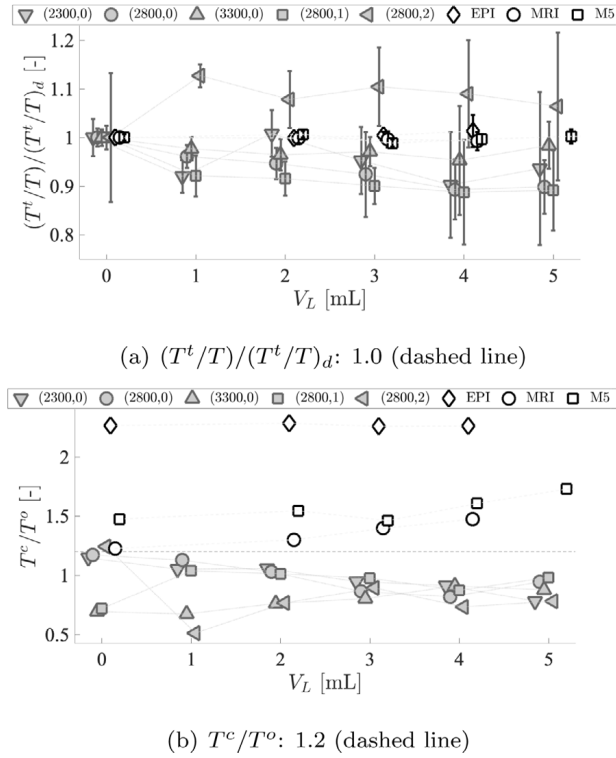 (2300,0) (2800,0) (3300,0) (2800,1) (2800,2) EPI MRI M5
1.2
1.1
1
0.9
0.8
(T^t/T)/(T^t/T)_d [-]
0 1 2 3 4 5
V_L [mL]
(a) (T^t/T)/(T^t/T)_d: 1.0 (dashed line)
(2300,0) (2800,0) (3300,0) (2800,1) (2800,2) EPI MRI M5
2
1.5
1
0.5
T^c/T^o [-]
0 1 2 3 4 5
V_L [mL]
(b) T^c/T^o: 1.2 (dashed line)